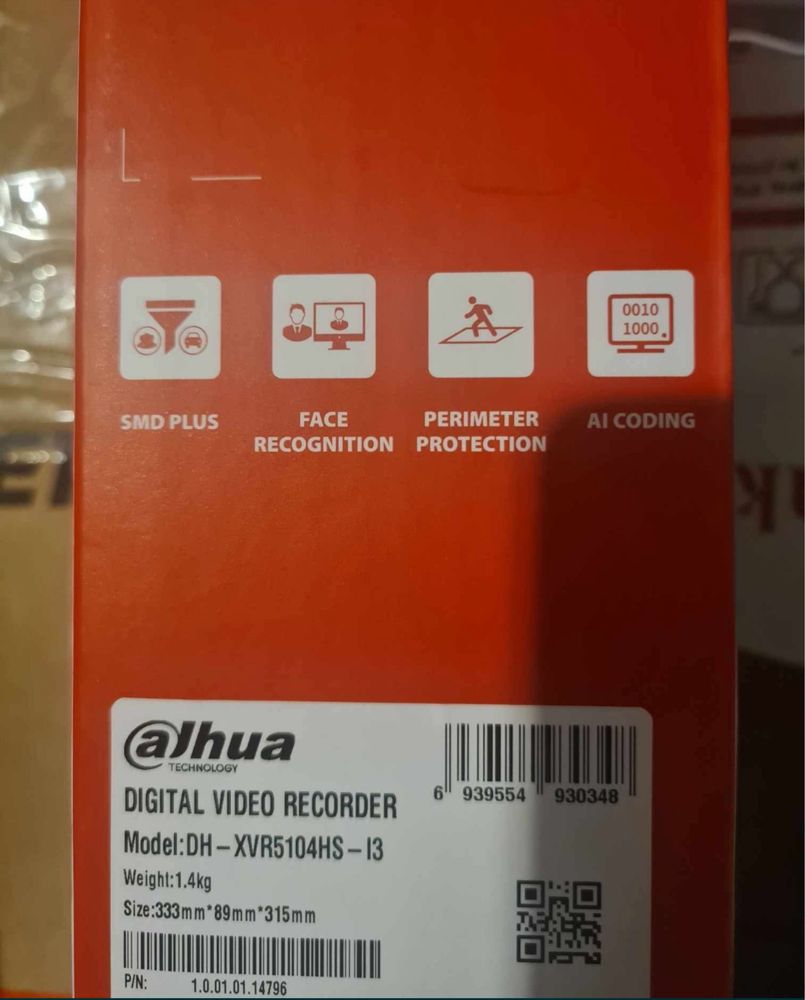 0010
1000.
SMD PLUS
FACE
RECOGNITION
PERIMETER
PROTECTION
AI CODING
alhua
TECHNOLOGY
DIGITAL VIDEO RECORDER
Model:DH-XVR5104HS-I3
Weight:1.4kg
Size:333mm*89mm*315mm
P/N: 1.0.01.01.14796
6 939554 930348